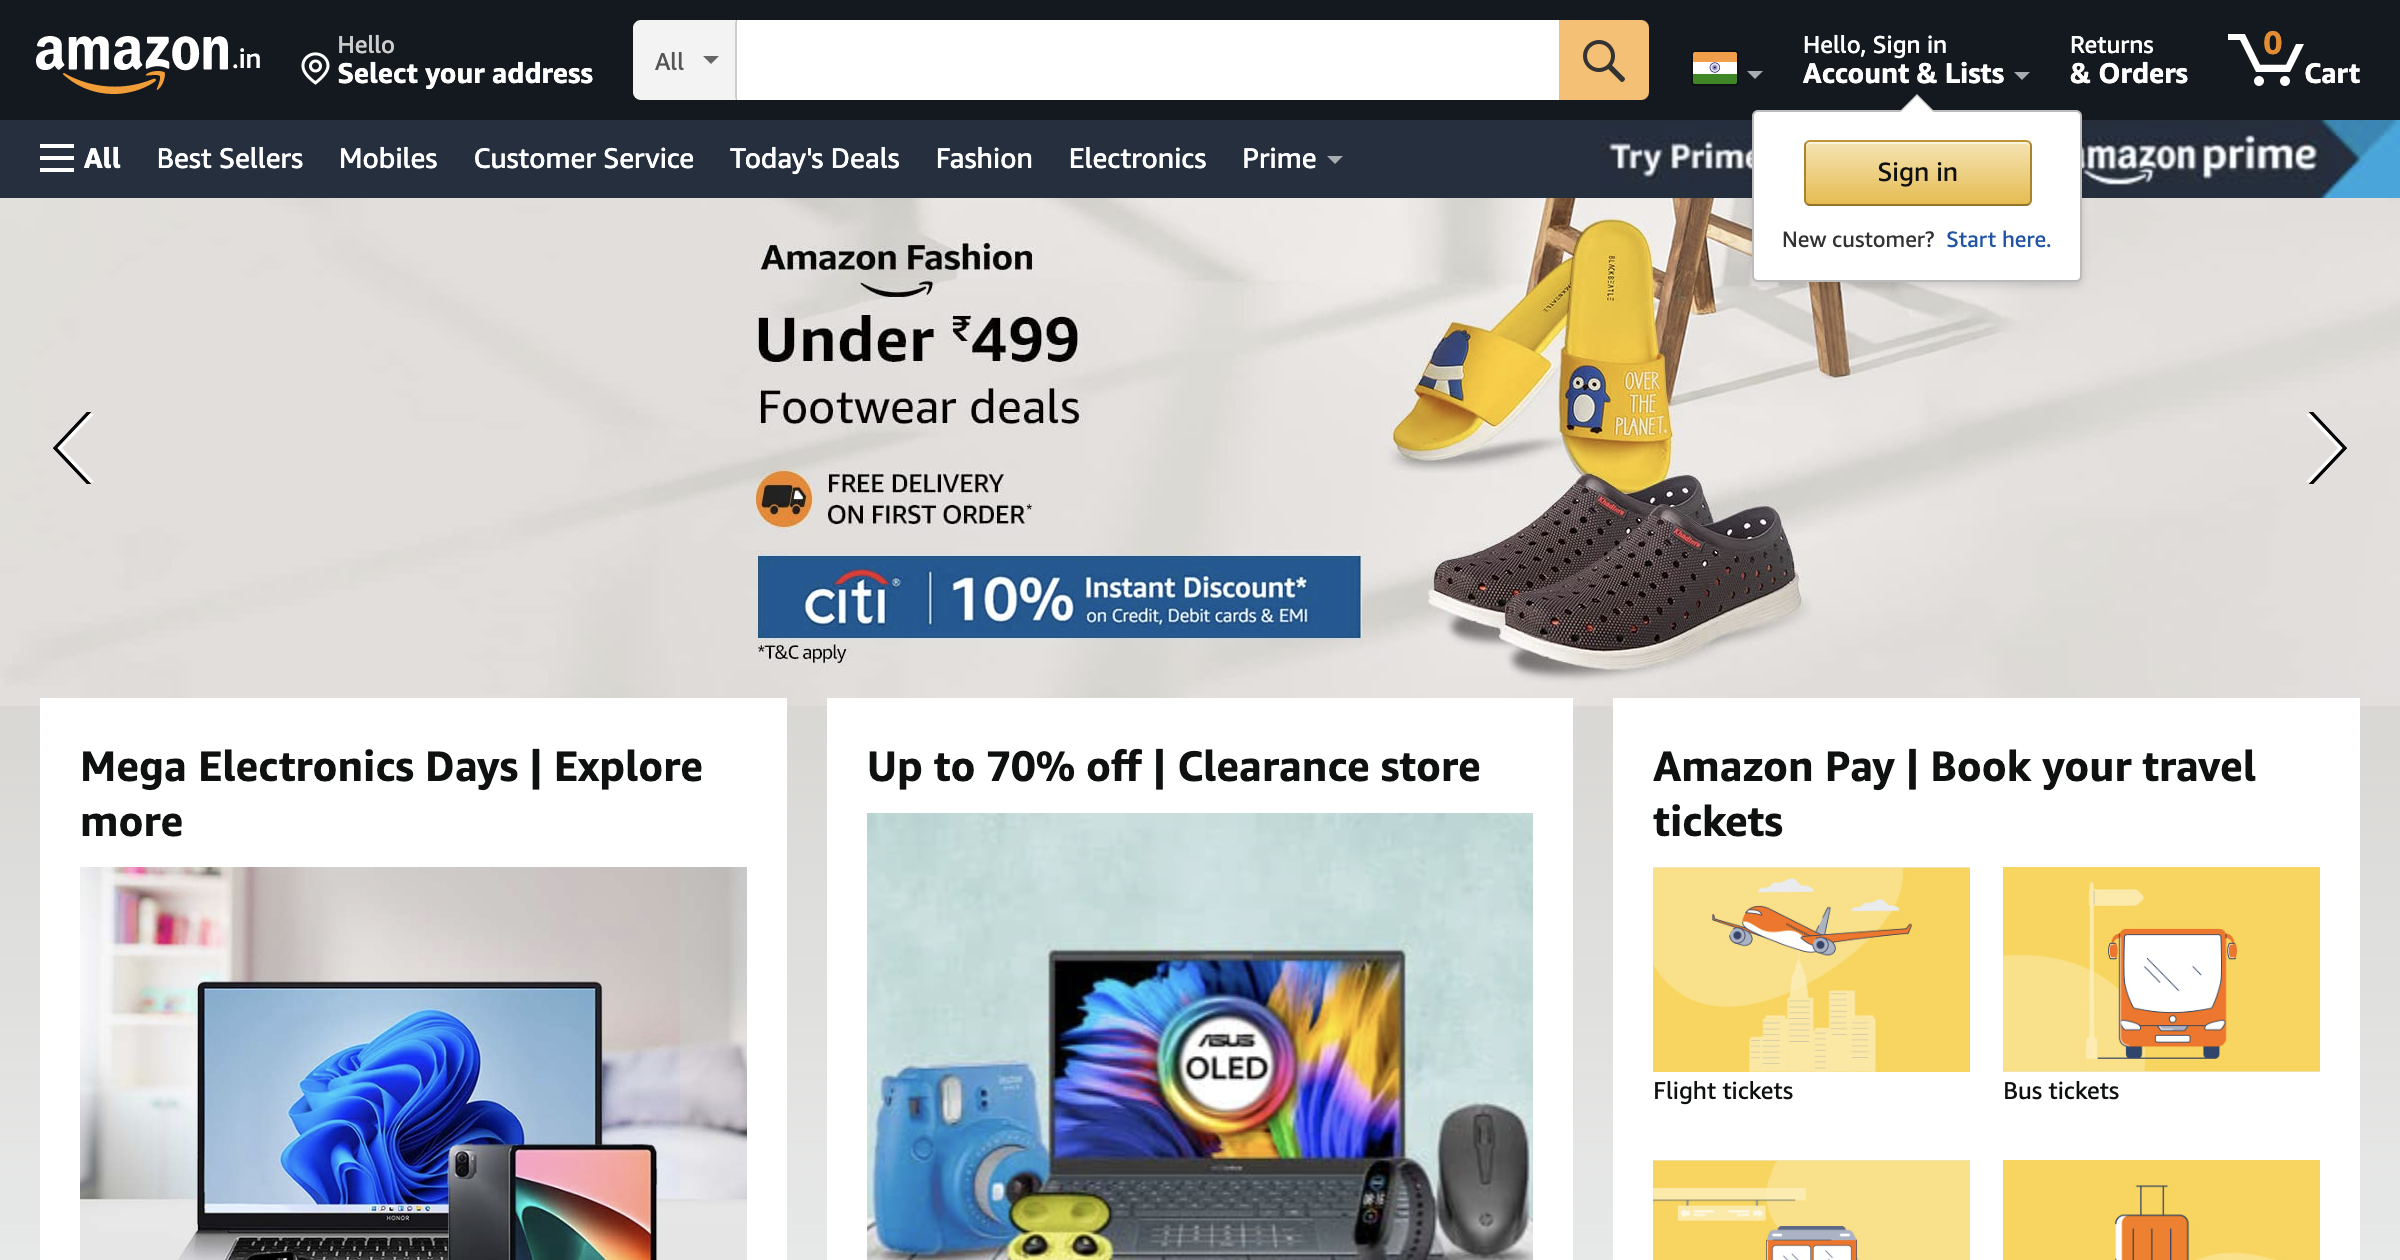 amazon.in
Hello
Select your address
All
Hello, Sign in
Account & Lists
Returns
& Orders
0
Cart
All
Best Sellers
Mobiles
Customer Service
Today's Deals
Fashion
Electronics
Prime
Try Prime
amazon prime
Sign in
New customer? Start here.
Amazon Fashion
Under ₹499
Footwear deals
FREE DELIVERY
ON FIRST ORDER*
citi® | 10% Instant Discount*
on Credit, Debit cards & EMI
*T&C apply
BLACKBEATLE
OVER
THE
PLANET.
Mega Electronics Days | Explore
more
Up to 70% off | Clearance store
Amazon Pay | Book your travel
tickets
HONOR
ASUS
OLED
Flight tickets
Bus tickets